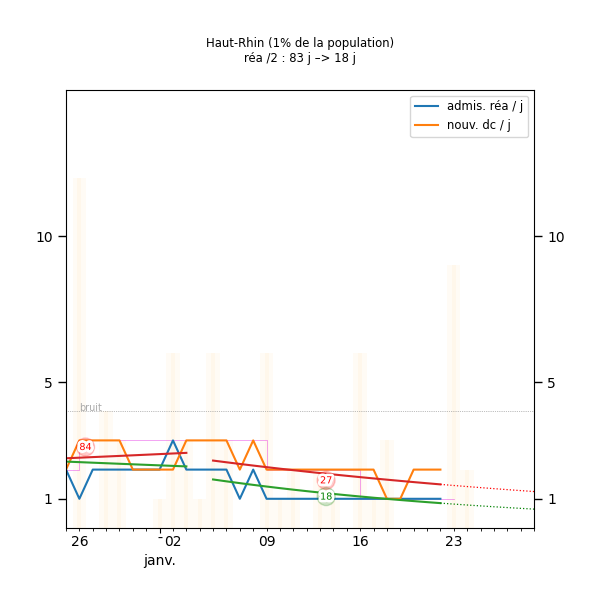 Haut-Rhin (1% de la population)
réa /2 : 83 j –> 18 j
admis. réa / j
nouv. dc / j
10
10
5
5
bruit
84
27
18
1
1
26
02
09
16
23
janv.